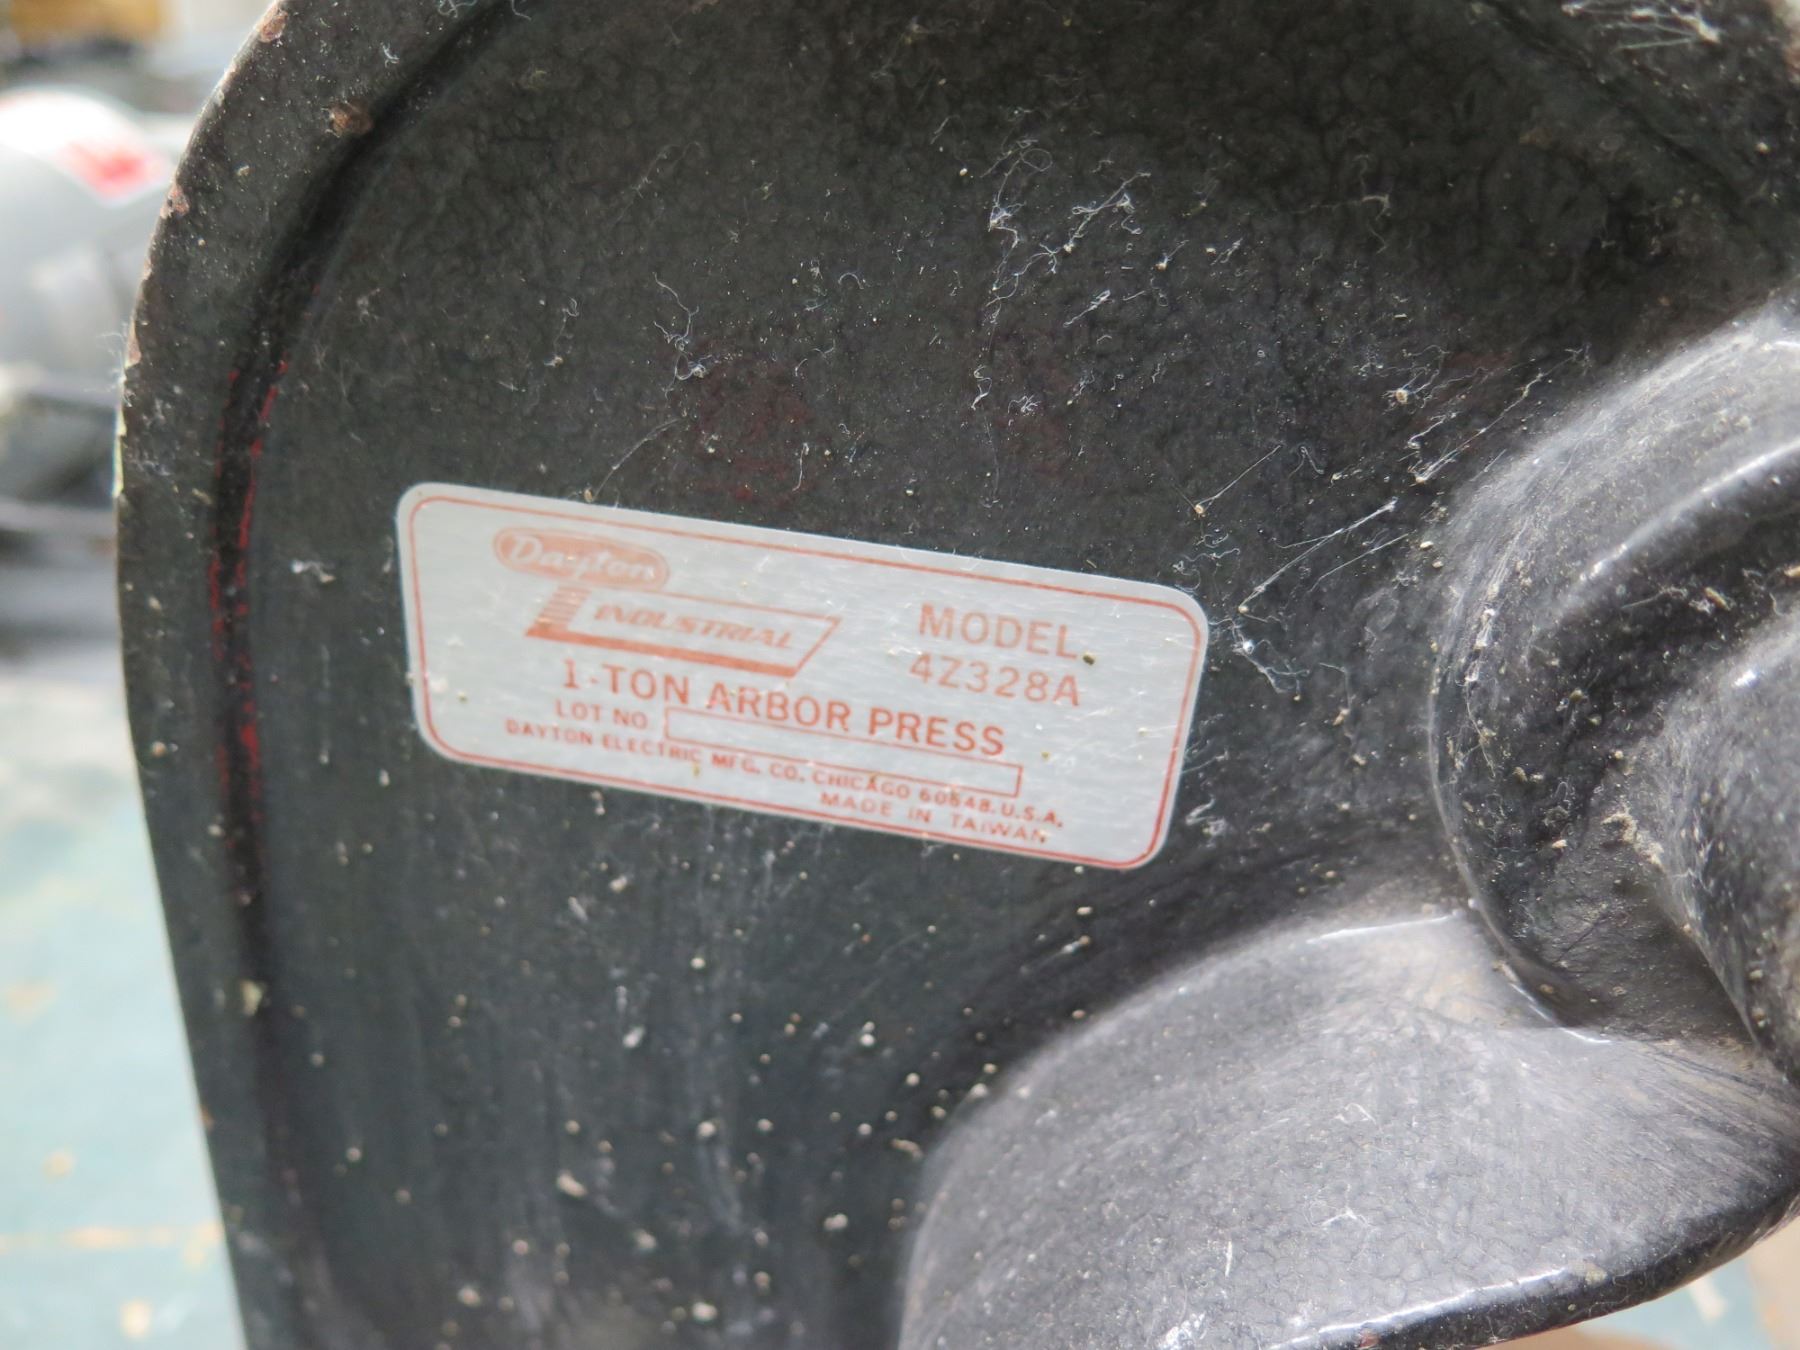 Dayton
INDUSTRIAL
MODEL
4Z328A
1-TON ARBOR PRESS
LOT NO.
DAYTON ELECTRIC MFG. CO. CHICAGO 60648. U.S.A.
MADE IN TAIWAN